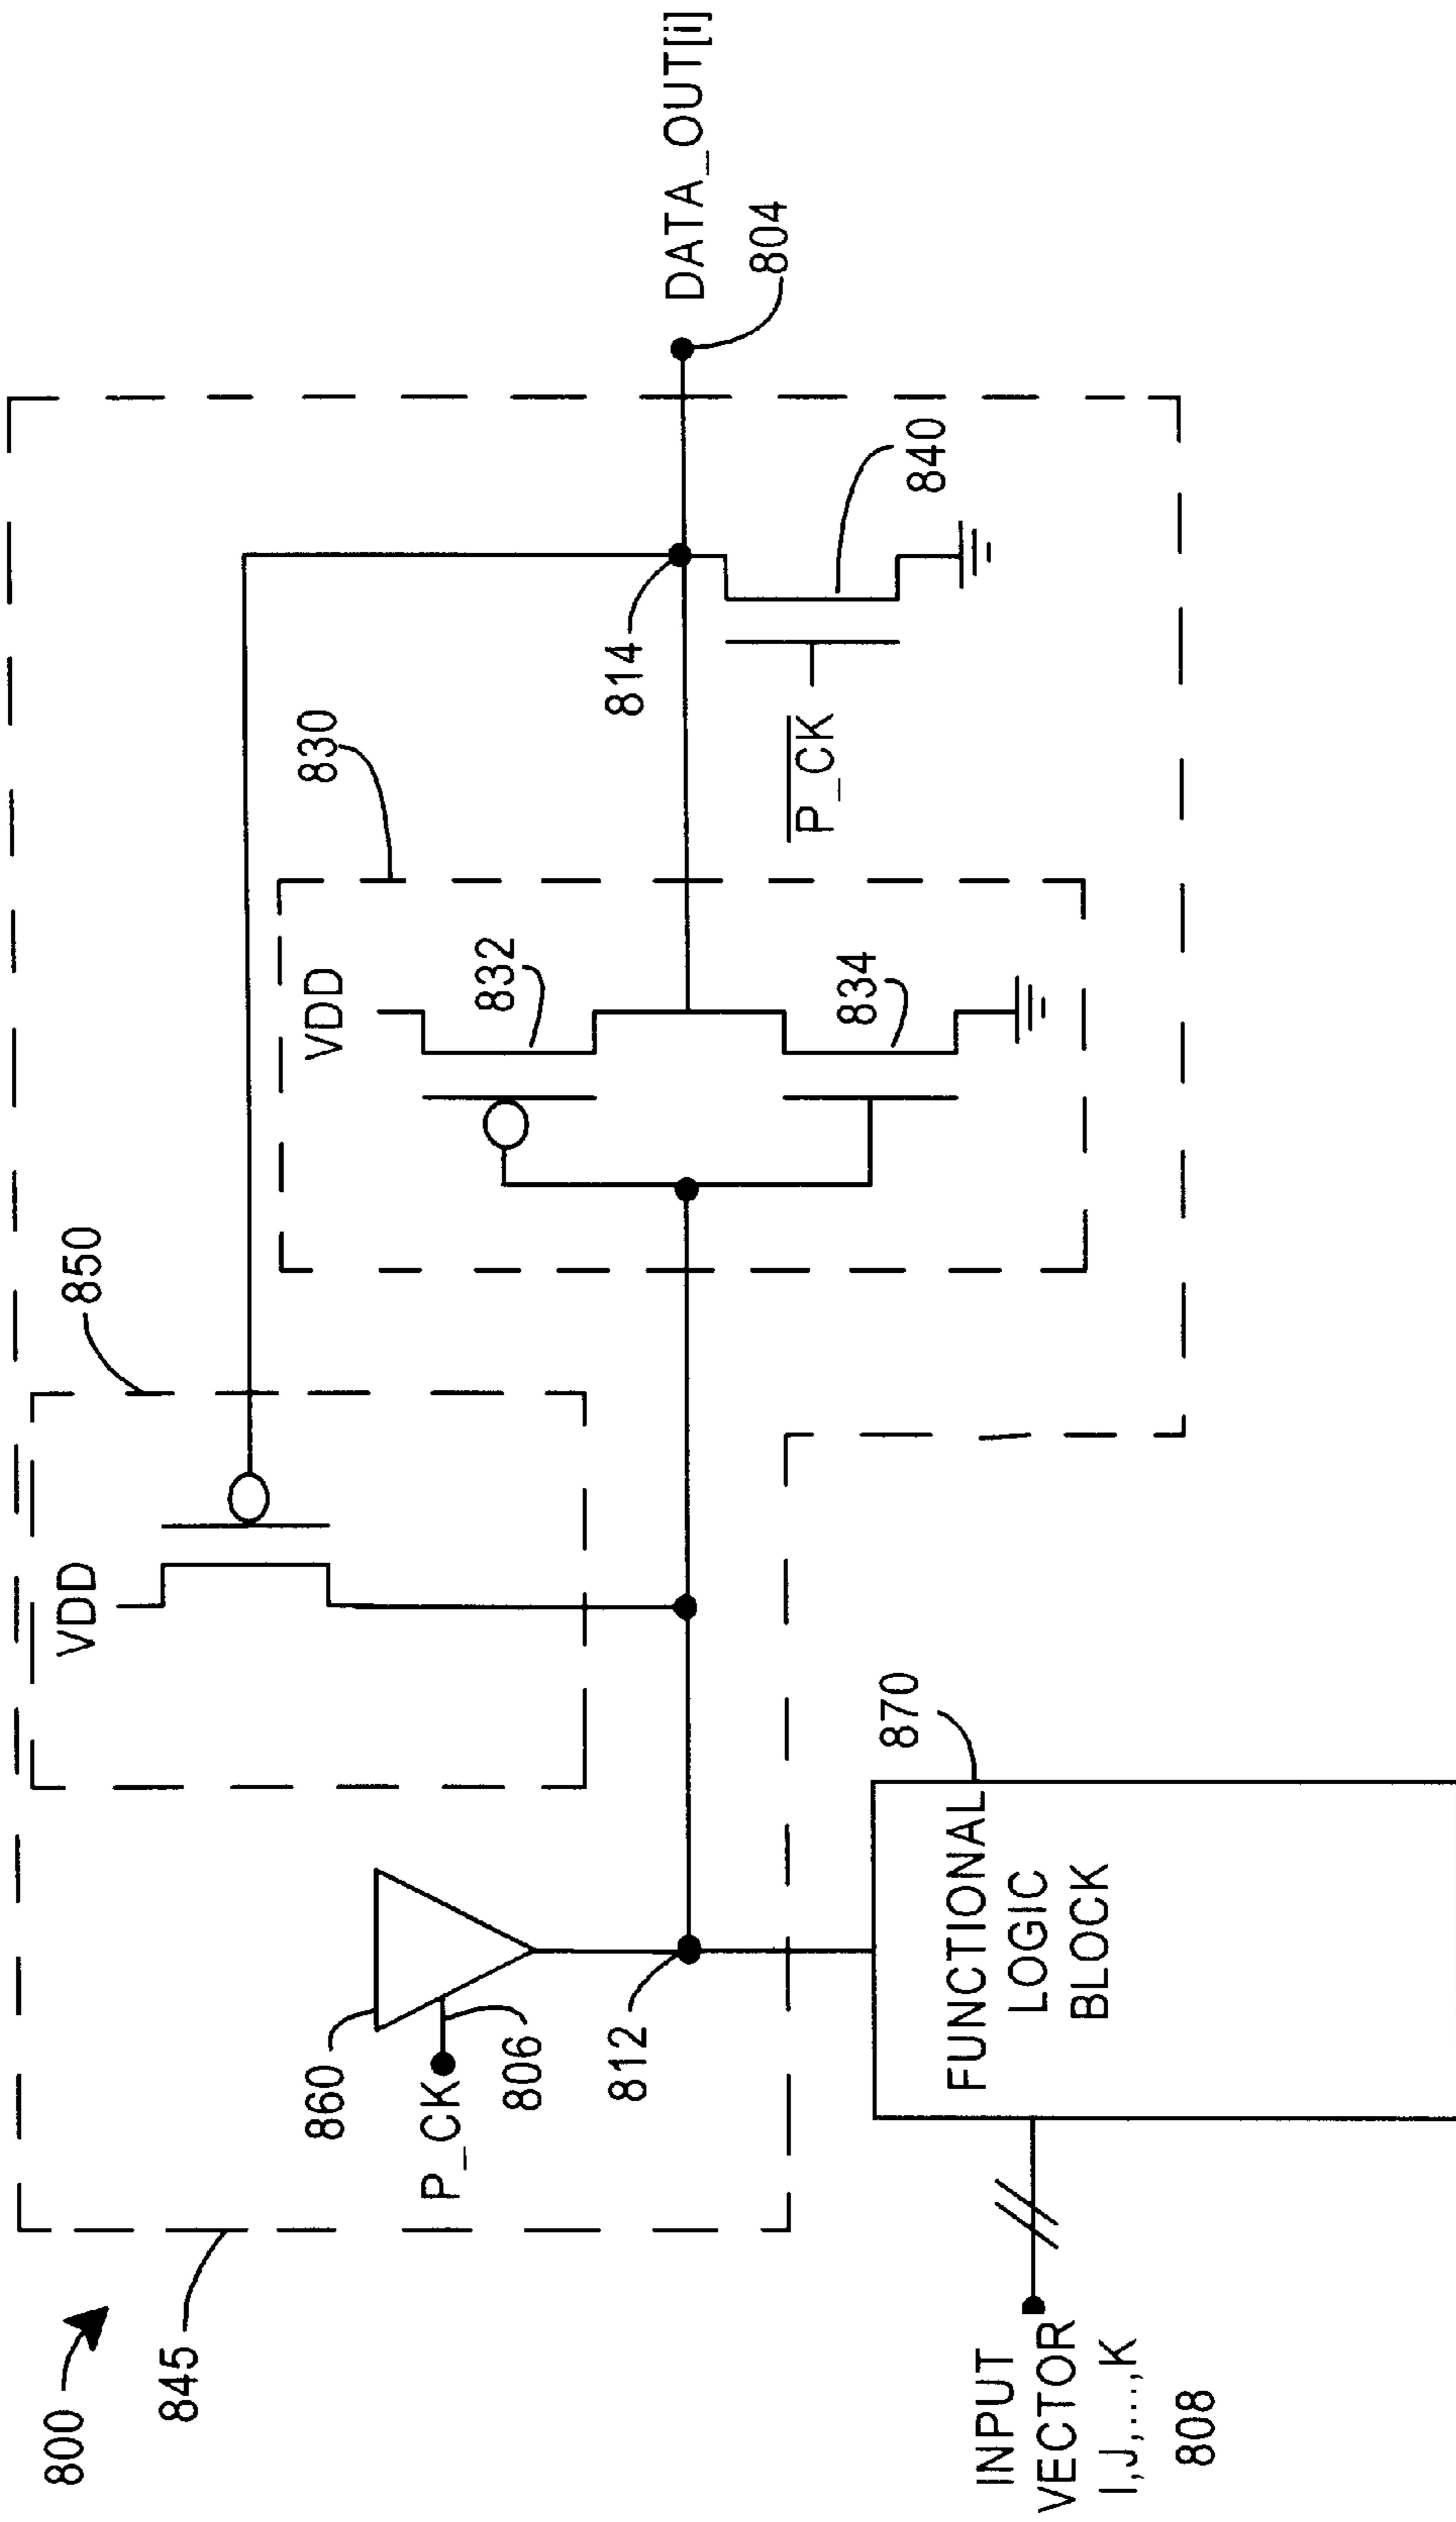 800
845
850
VDD
860
P_CK
806
812
830
VDD
832
834
814
P_CK
840
DATA_OUT[i]
804
870
FUNCTIONAL
LOGIC
BLOCK
INPUT
VECTOR
I,J,....,K
808